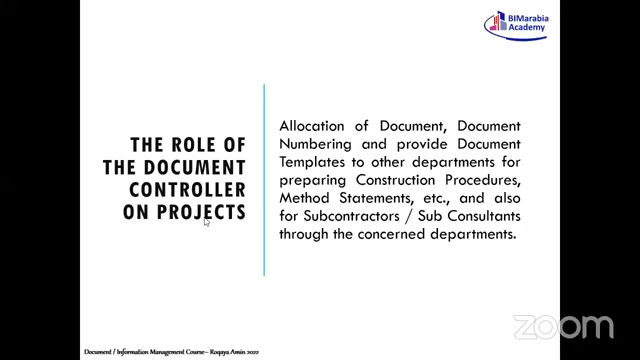 BIMarabia
Academy
THE ROLE OF
THE DOCUMENT
CONTROLLER
ON PROJECTS
Allocation of Document, Document
Numbering and provide Document
Templates to other departments for
preparing Construction Procedures,
Method Statements, etc., and also
for Subcontractors / Sub Consultants
through the concerned departments.
zoom
Document / Information Management Course– Roqaya Amin 2022